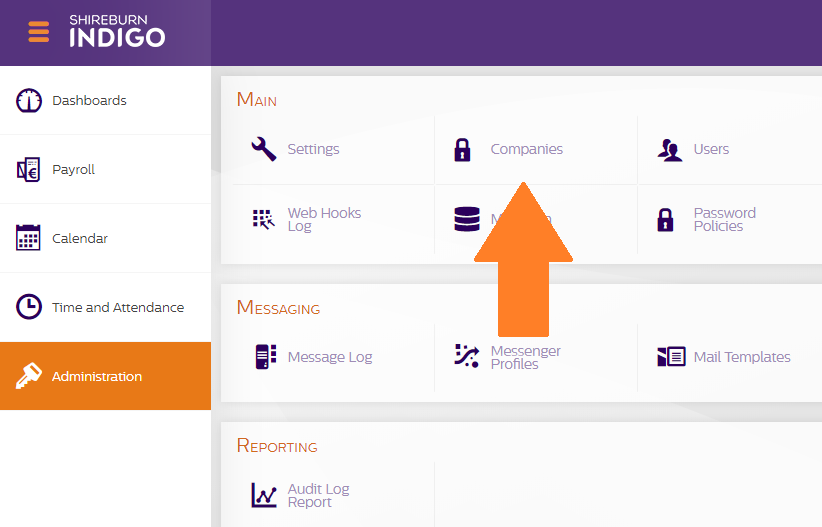 SHIREBURN
INDIGO
Dashboards
Payroll
Calendar
Time and Attendance
Administration
Main
Settings
Companies
Users
Web Hooks
Log
Password
Policies
Messaging
Message Log
Messenger
Profiles
Mail Templates
Reporting
Audit Log
Report